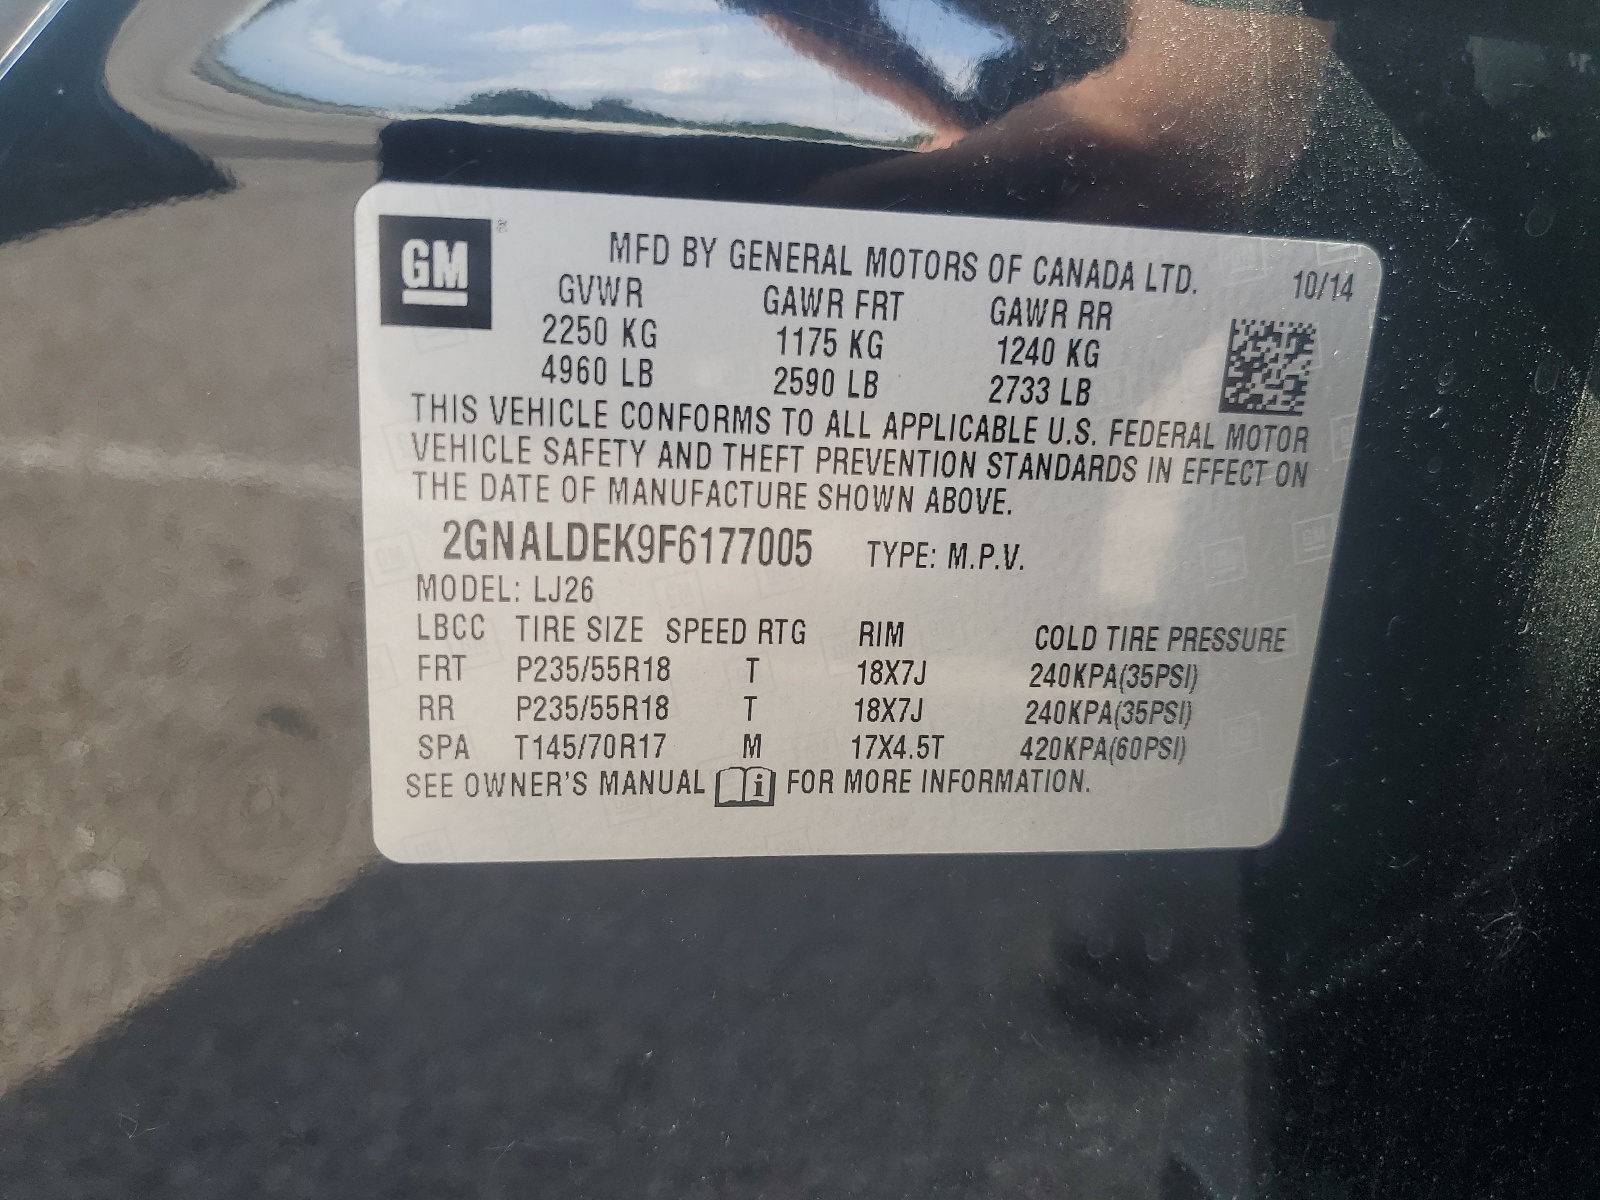 GM
MFD BY GENERAL MOTORS OF CANADA LTD. 10/14
GVWR GAWR FRT GAWR RR
2250 KG 1175 KG 1240 KG
4960 LB 2590 LB 2733 LB
THIS VEHICLE CONFORMS TO ALL APPLICABLE U.S. FEDERAL MOTOR
VEHICLE SAFETY AND THEFT PREVENTION STANDARDS IN EFFECT ON
THE DATE OF MANUFACTURE SHOWN ABOVE.
2GNALDEK9F6177005 TYPE: M.P.V.
MODEL: LJ26
LBCC TIRE SIZE SPEED RTG RIM COLD TIRE PRESSURE
FRT P235/55R18 T 18X7J 240KPA(35PSI)
RR P235/55R18 T 18X7J 240KPA(35PSI)
SPA T145/70R17 M 17X4.5T 420KPA(60PSI)
SEE OWNER'S MANUAL i FOR MORE INFORMATION.